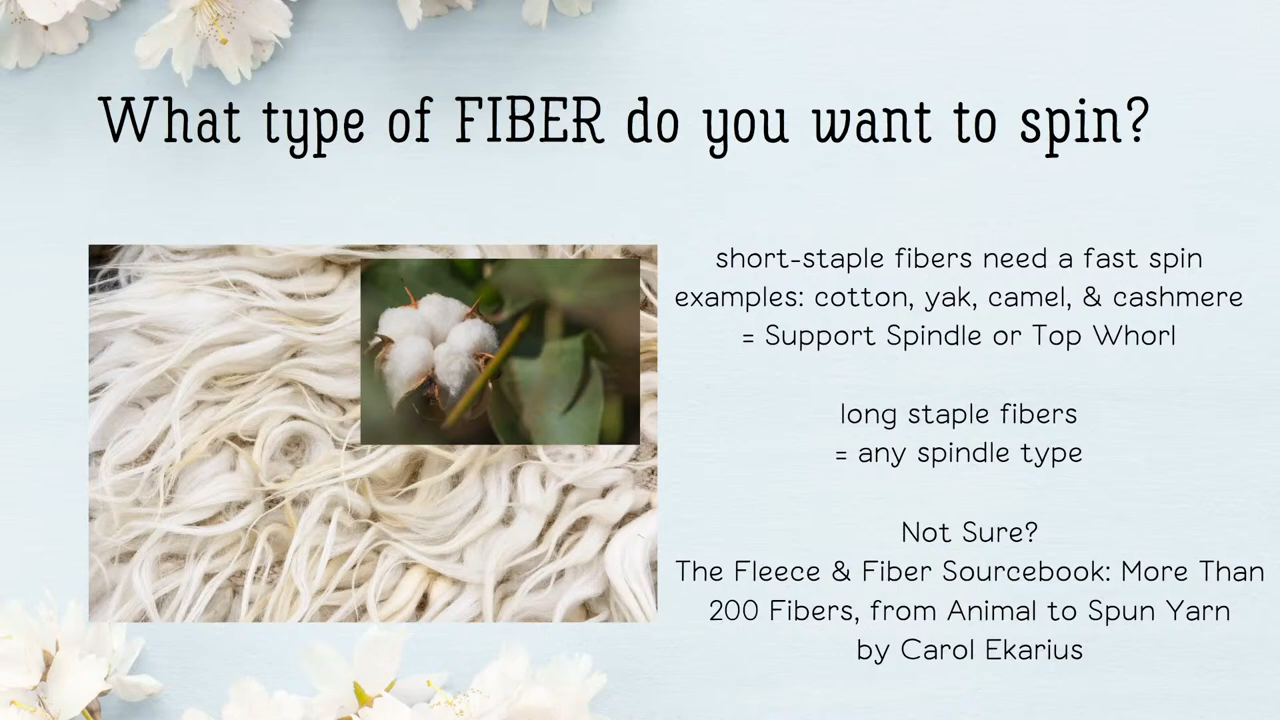 What type of FIBER do you want to spin?
short-staple fibers need a fast spin
examples: cotton, yak, camel, & cashmere
= Support Spindle or Top Whorl
long staple fibers
= any spindle type
Not Sure?
The Fleece & Fiber Sourcebook: More Than
200 Fibers, from Animal to Spun Yarn
by Carol Ekarius